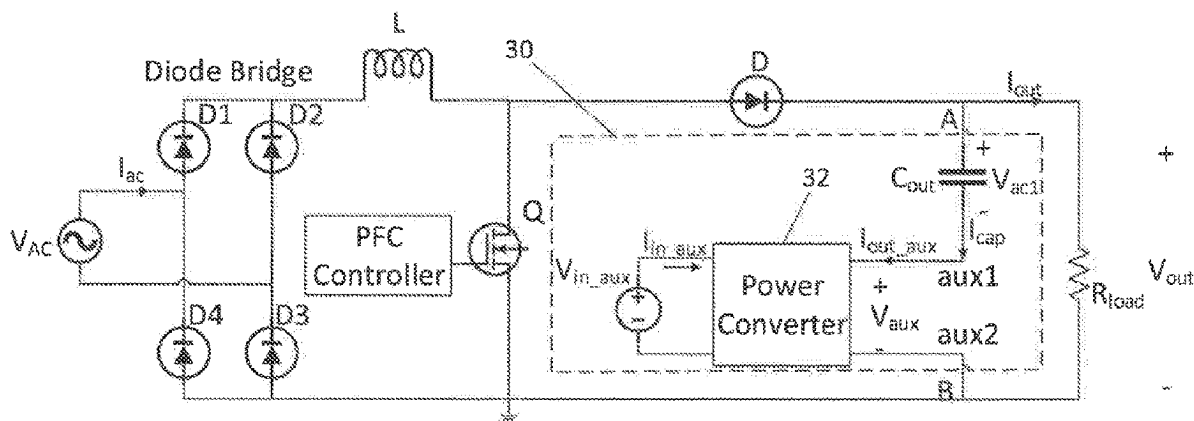 L
30
D
Diode Bridge
I_out
D1
D2
A
+
I_ac
C_out
V_ac1
32
-
+
Q
I_cap
V_AC
PFC
Controller
I_in_aux
I_out_aux
V_in_aux
aux1
+
Power
Converter
+
V_aux
R_load
V_out
-
aux2
D4
D3
-
B
-